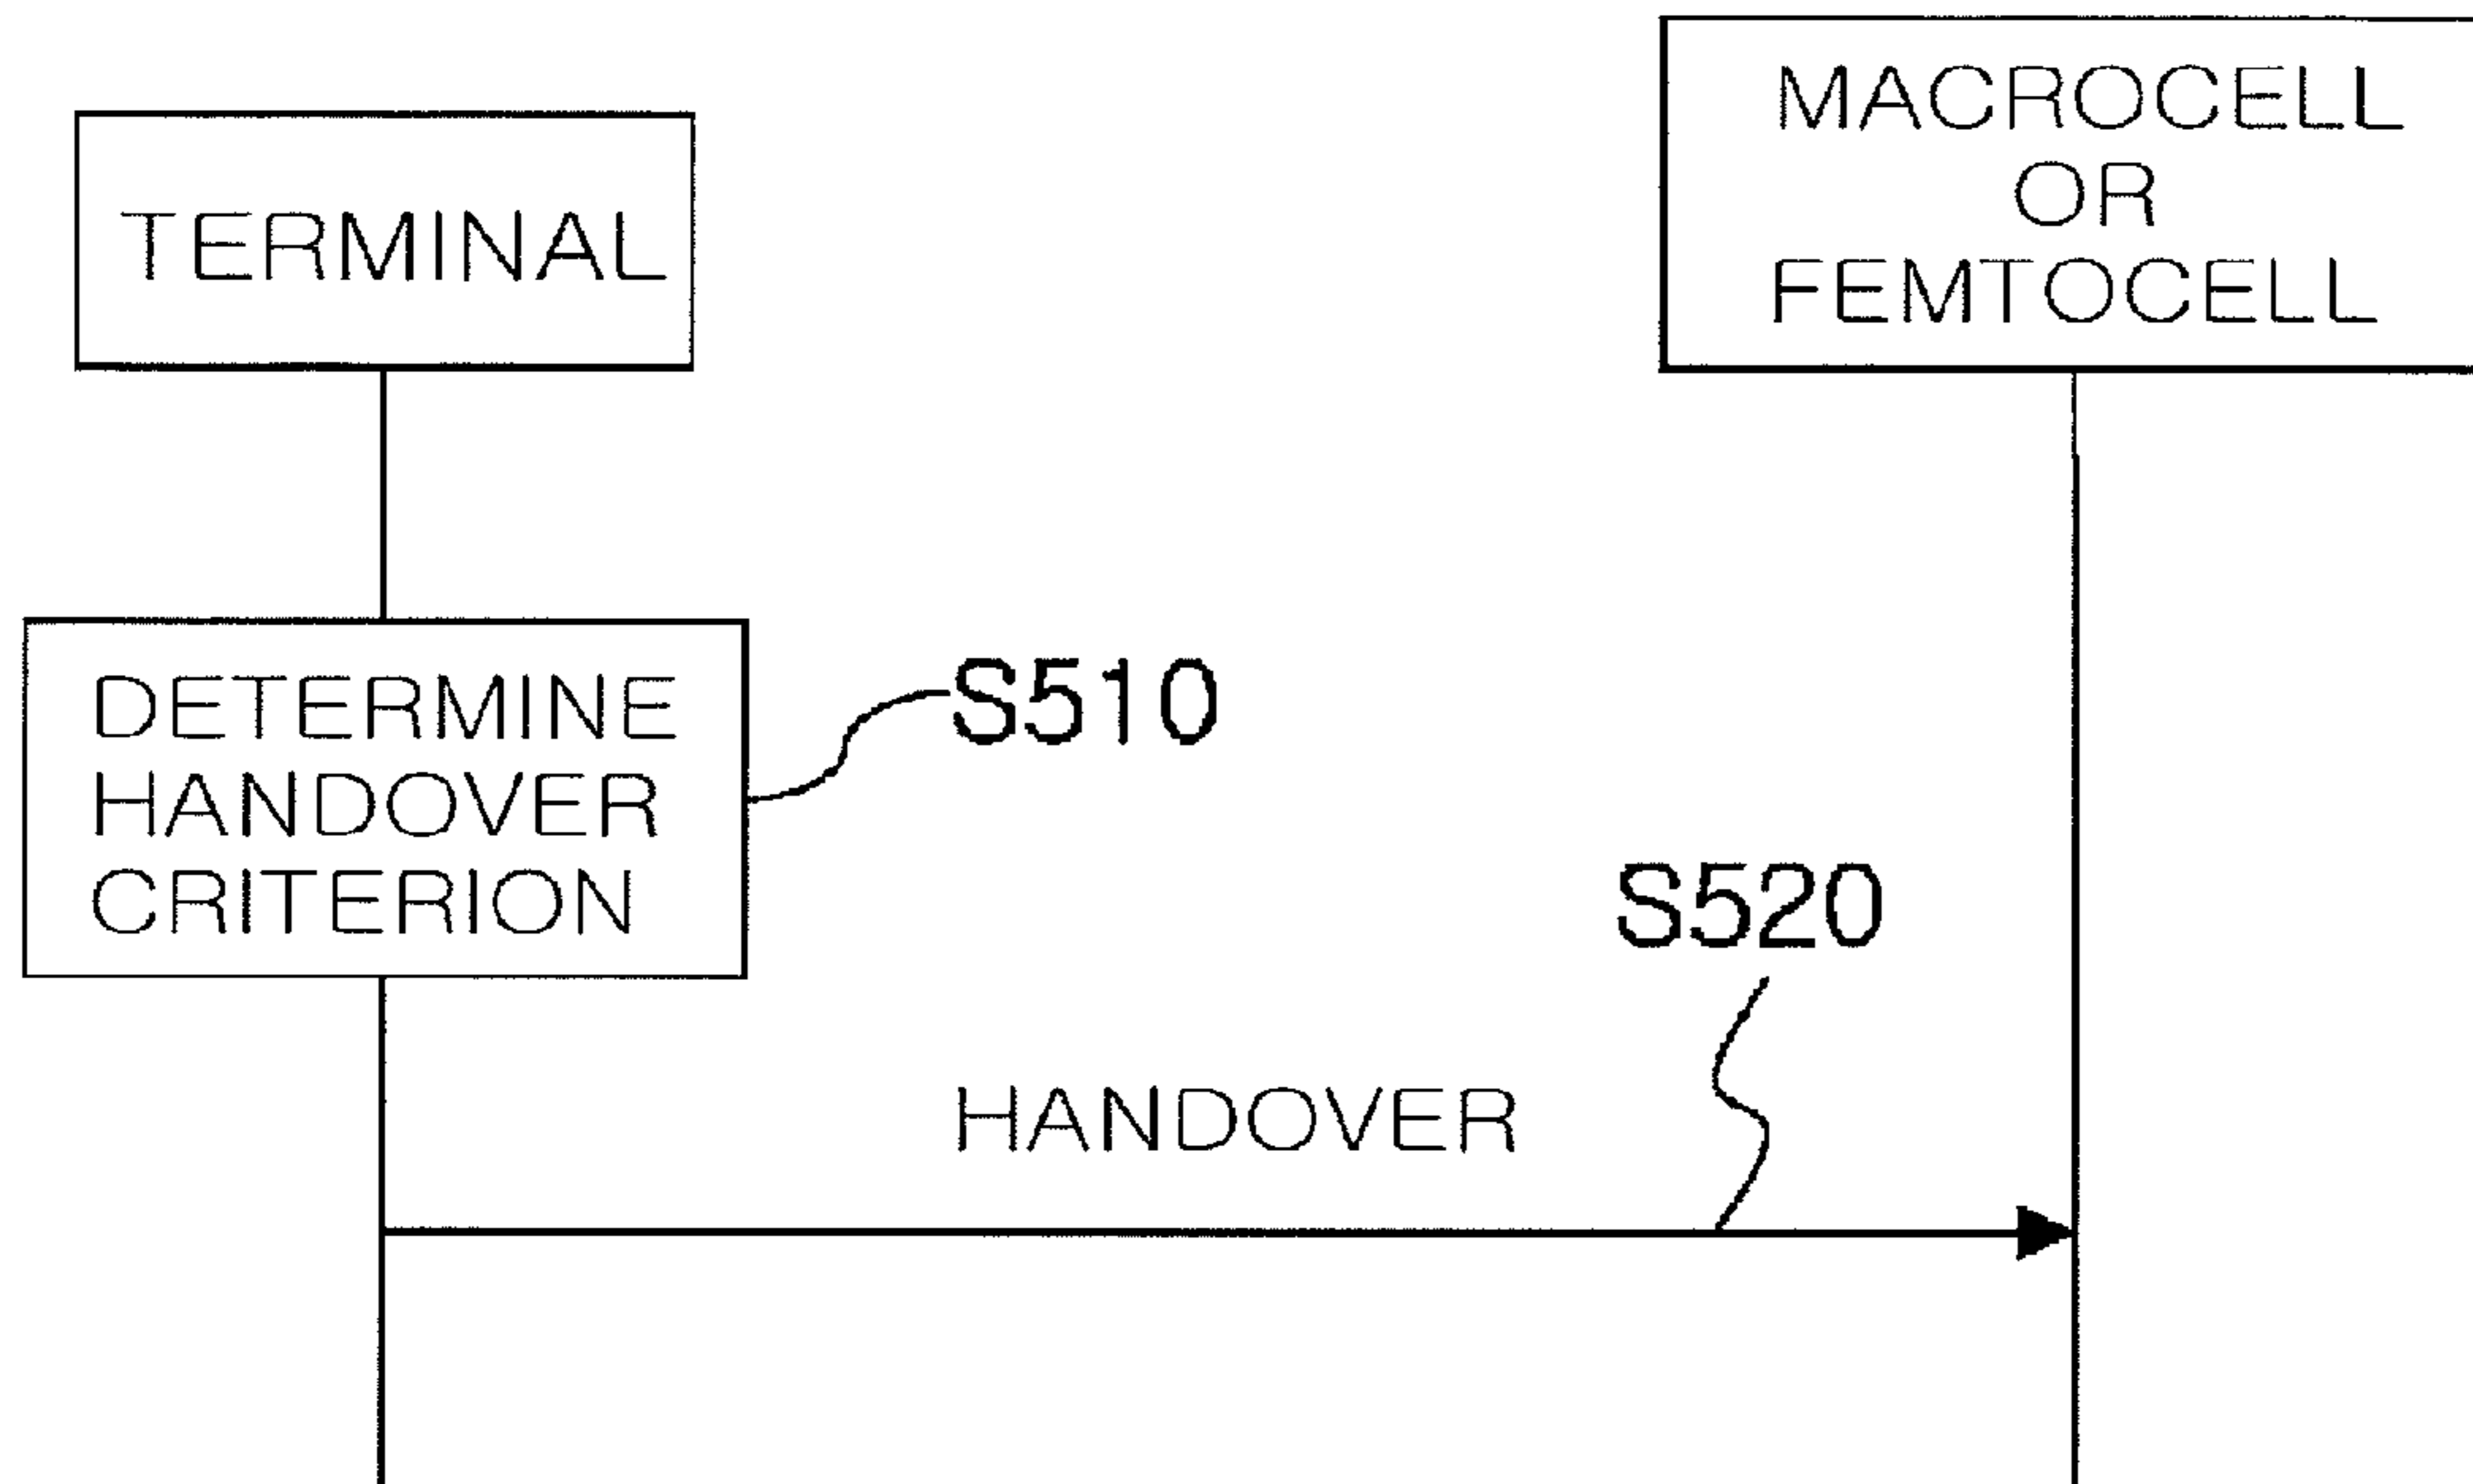 TERMINAL
MACROCELL
OR
FEMTOCELL
DETERMINE
HANDOVER
CRITERION
S510
S520
HANDOVER